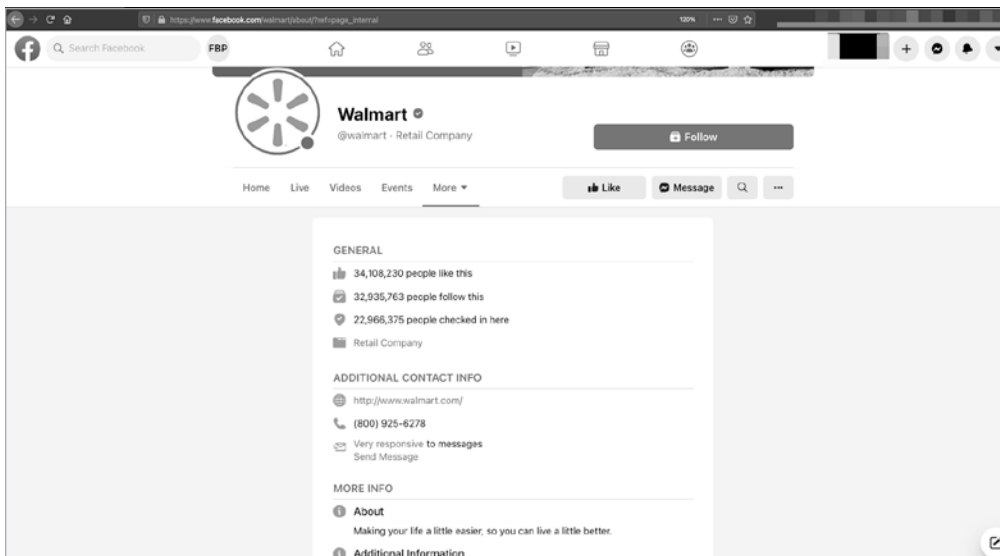 https://www.facebook.com/walmart/about/?ref=page_internal
120%
Search Facebook
FBP
Walmart
@walmart · Retail Company
Follow
Home Live Videos Events More
Like Message
GENERAL
34,108,230 people like this
32,935,763 people follow this
22,966,375 people checked in here
Retail Company
ADDITIONAL CONTACT INFO
http://www.walmart.com/
(800) 925-6278
Very responsive to messages
Send Message
MORE INFO
About
Making your life a little easier, so you can live a little better.
Additional Information